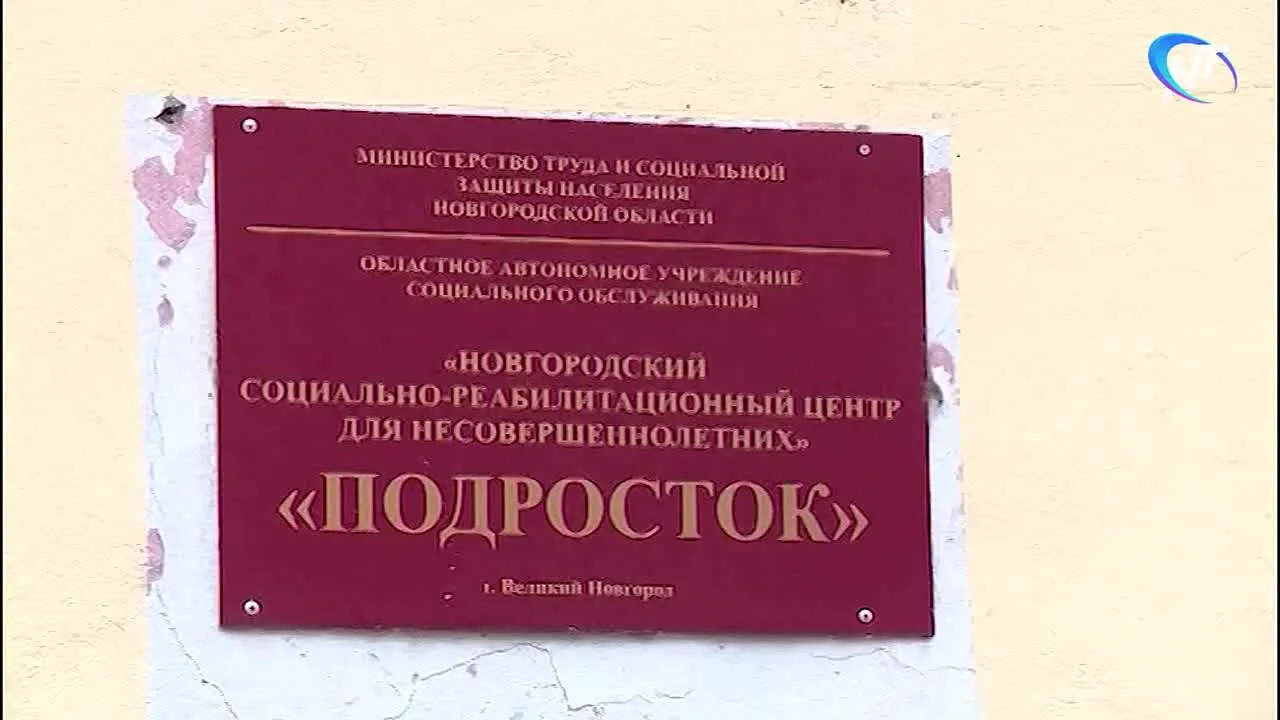 МИНИСТЕРСТВО ТРУДА И СОЦИАЛЬНОЙ
ЗАЩИТЫ НАСЕЛЕНИЯ
НОВГОРОДСКОЙ ОБЛАСТИ
ОБЛАСТНОЕ АВТОНОМНОЕ УЧРЕЖДЕНИЕ
СОЦИАЛЬНОГО ОБСЛУЖИВАНИЯ
«НОВГОРОДСКИЙ
СОЦИАЛЬНО-РЕАБИЛИТАЦИОННЫЙ ЦЕНТР
ДЛЯ НЕСОВЕРШЕННОЛЕТНИХ»
«ПОДРОСТОК»
г. Великий Новгород